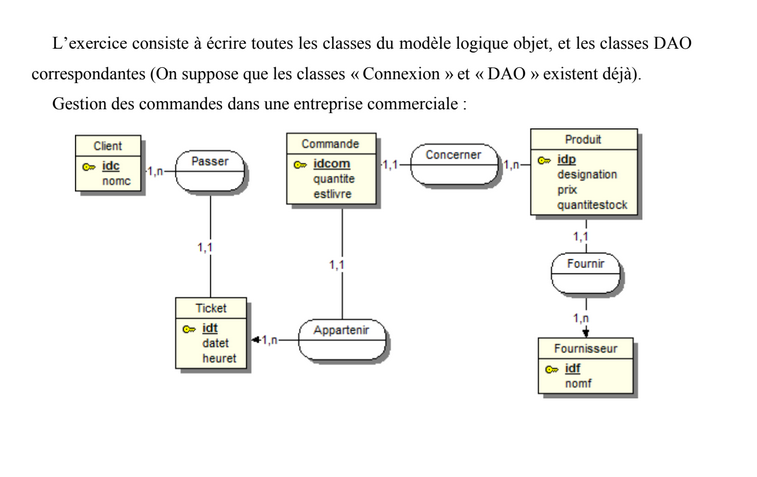 L'exercice consiste à écrire toutes les classes du modèle logique objet, et les classes DAO
correspondantes (On suppose que les classes « Connexion » et « DAO » existent déjà).
Gestion des commandes dans une entreprise commerciale :
Client
idc
nomc
1,n
Passer
Commande
idcom
quantite
estlivre
1,1
Concerner
1,n
Produit
idp
designation
prix
quantitestock
1,1
1,1
1,1
Fournir
Ticket
idt
datet
heuret
1,n
Appartenir
1,n
Fournisseur
idf
nomf